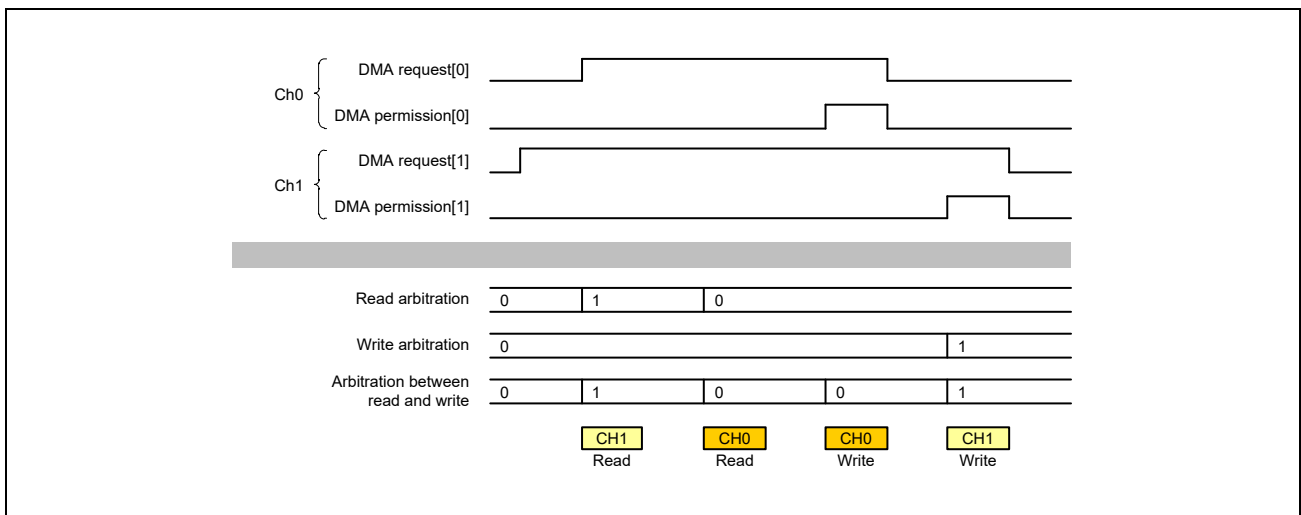 DMA request[0]
Ch0
DMA permission[0]
DMA request[1]
Ch1
DMA permission[1]
Read arbitration 0 1 0
Write arbitration 0 1
Arbitration between
read and write 0 1 0 0 1
CH1 CH0 CH0 CH1
Read Read Write Write